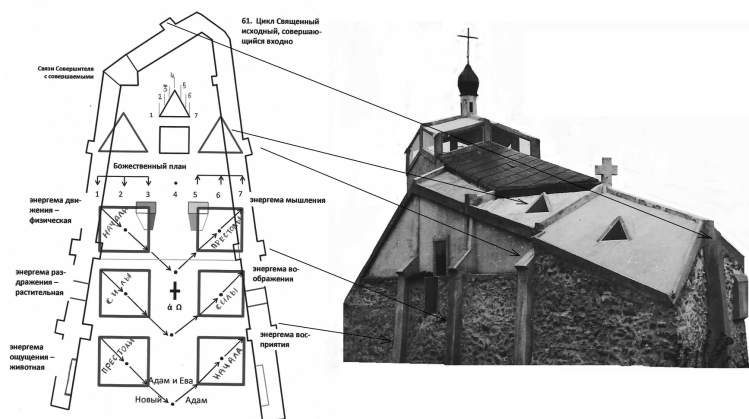 61. Цикл Священный
исходный, совершаю-
щийся входно
Связи Совершителя
с совершаемыми
4
3 5
2 6
1 7
Божественный план
1 2 3 4 5 6 7
энергема дви-
жения –
физическая
энергема мышления
НАЧАЛА
ПРЕСТОЛЫ
энергема раз-
дражения –
растительная
энергема во-
ображения
СИЛЫ
СИЛЫ
ά Ω
энергема
ощущения –
животная
энергема вос-
приятия
ПРЕСТОЛЫ
НАЧАЛА
Адам и Ева
Новый Адам